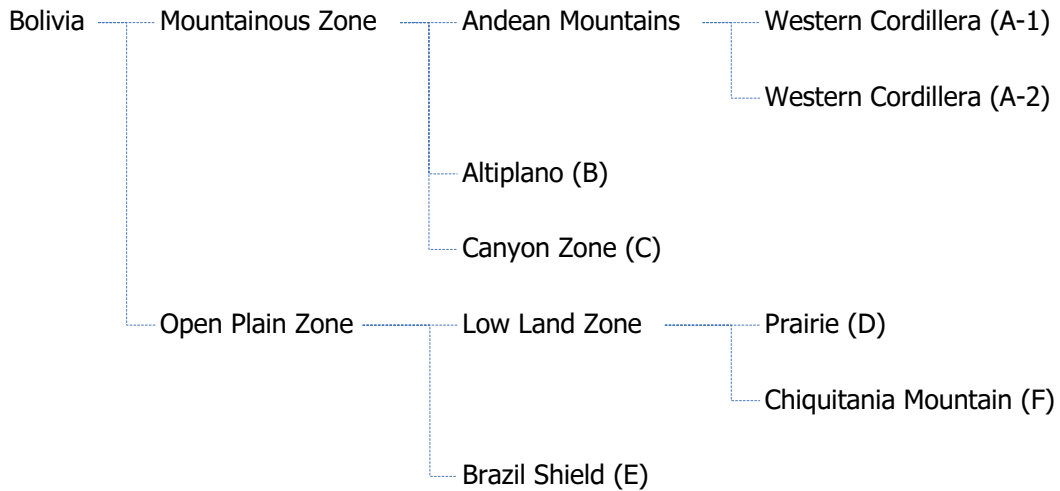 Bolivia Mountainous Zone Andean Mountains Western Cordillera (A-1)
Western Cordillera (A-2)
Altiplano (B)
Canyon Zone (C)
Open Plain Zone Low Land Zone Prairie (D)
Chiquitania Mountain (F)
Brazil Shield (E)